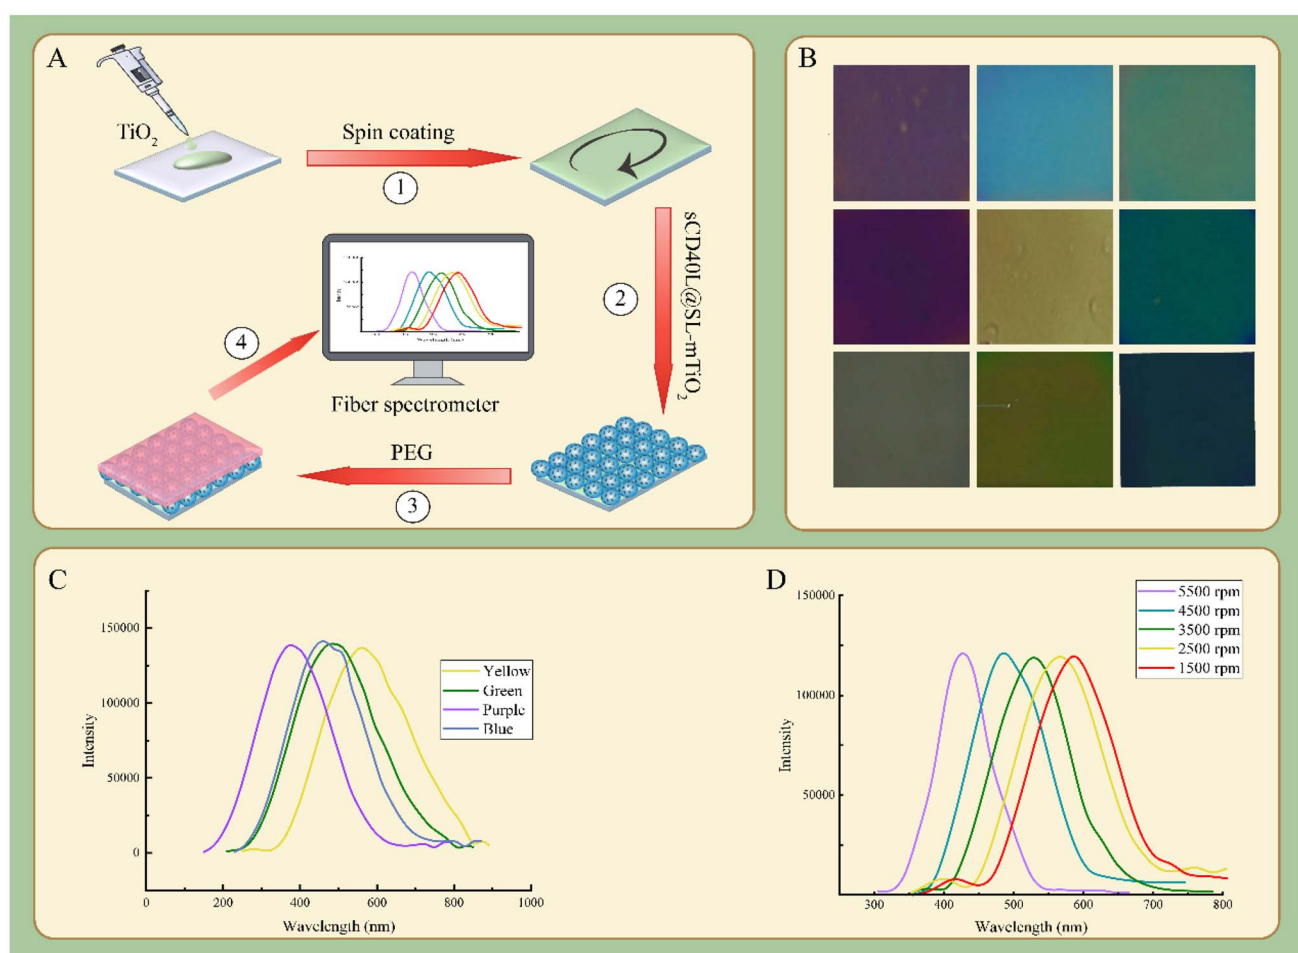 A
TiO2
Spin coating
1
sCD40L@SL-mTiO2
2
4
Wavelength (nm)
Fiber spectrometer
PEG
3
B
C
150000
100000
50000
0
Intensity
0 200 400 600 800 1000
Wavelength (nm)
Yellow
Green
Purple
Blue
D
150000
100000
50000
Intensity
300 400 500 600 700 800
Wavelength (nm)
5500 rpm
4500 rpm
3500 rpm
2500 rpm
1500 rpm